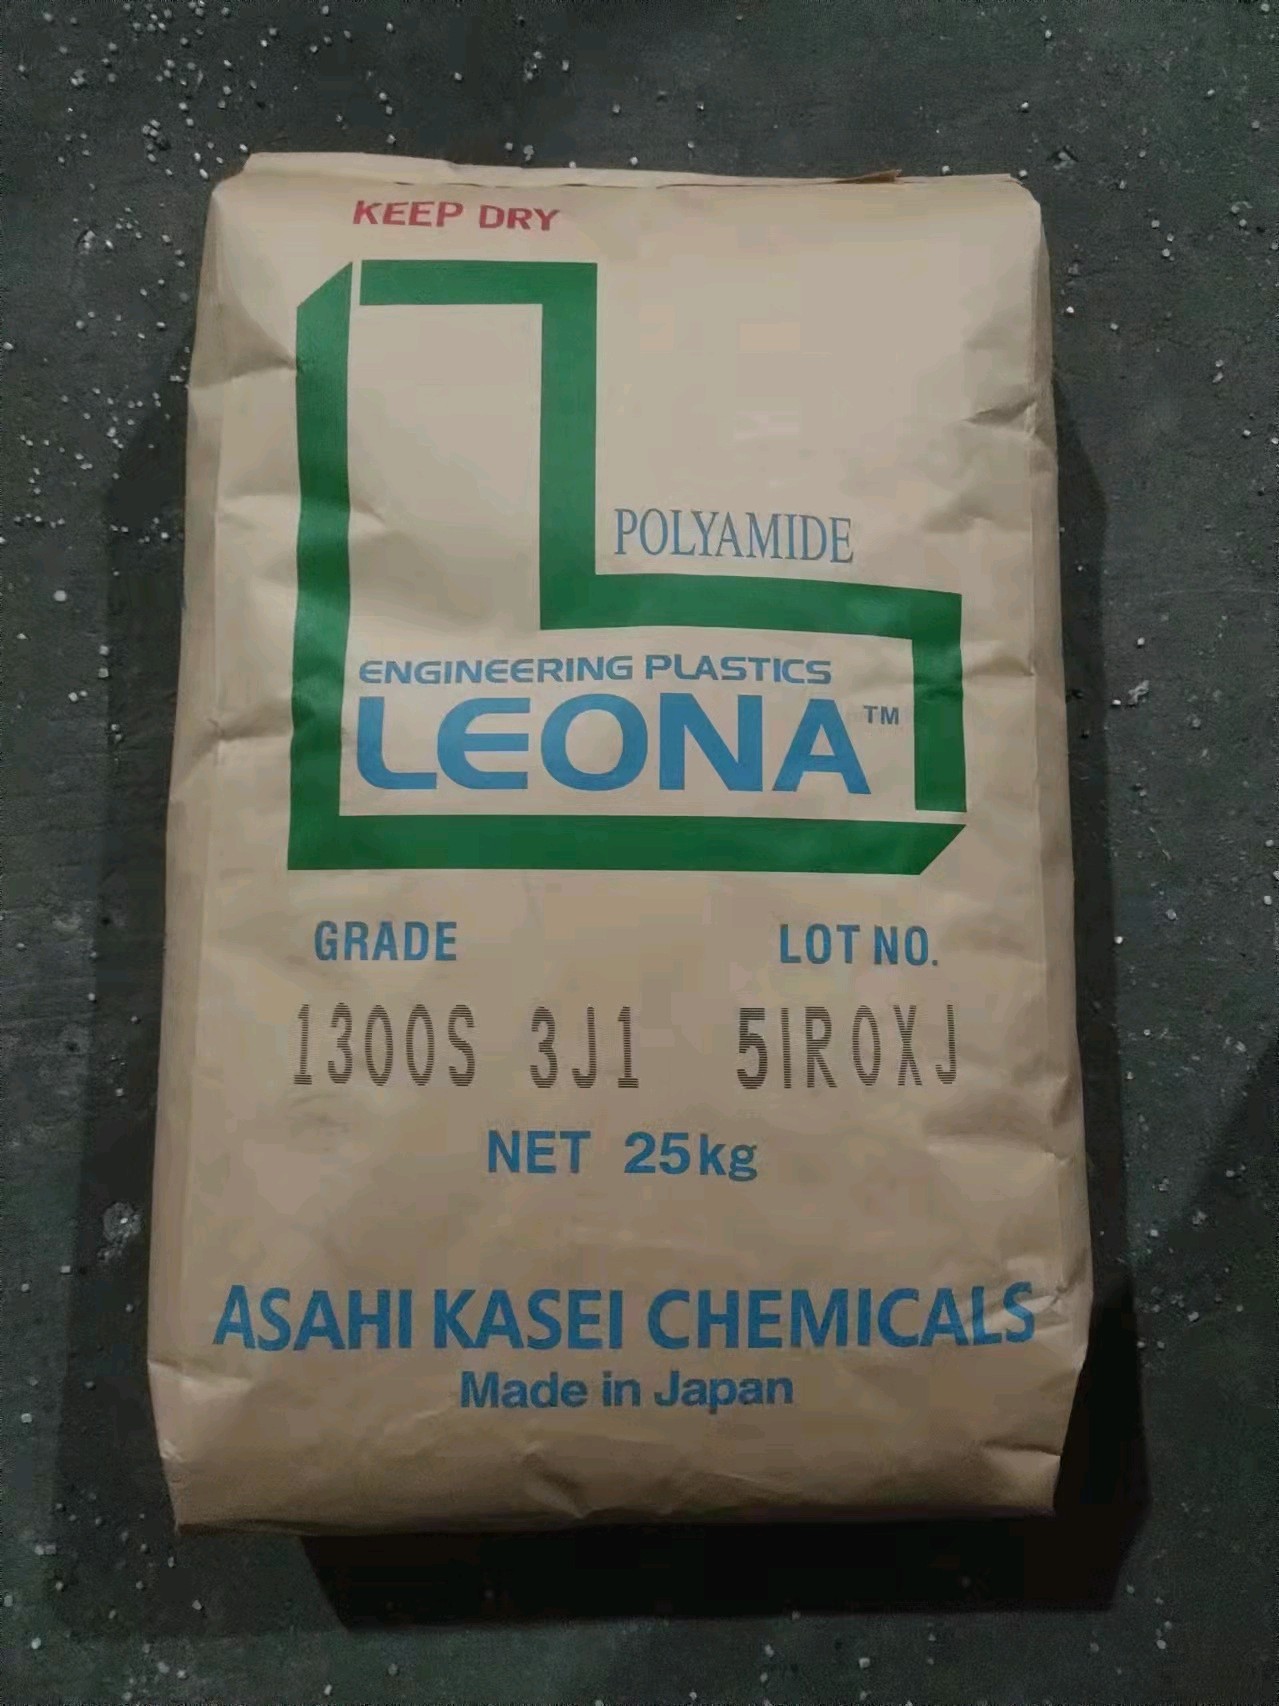 KEEP DRY
POLYAMIDE
ENGINEERING PLASTICS
LEONA™
GRADE LOT NO.
1300S 3J1 5IR0XJ
NET 25kg
ASAHI KASEI CHEMICALS
Made in Japan